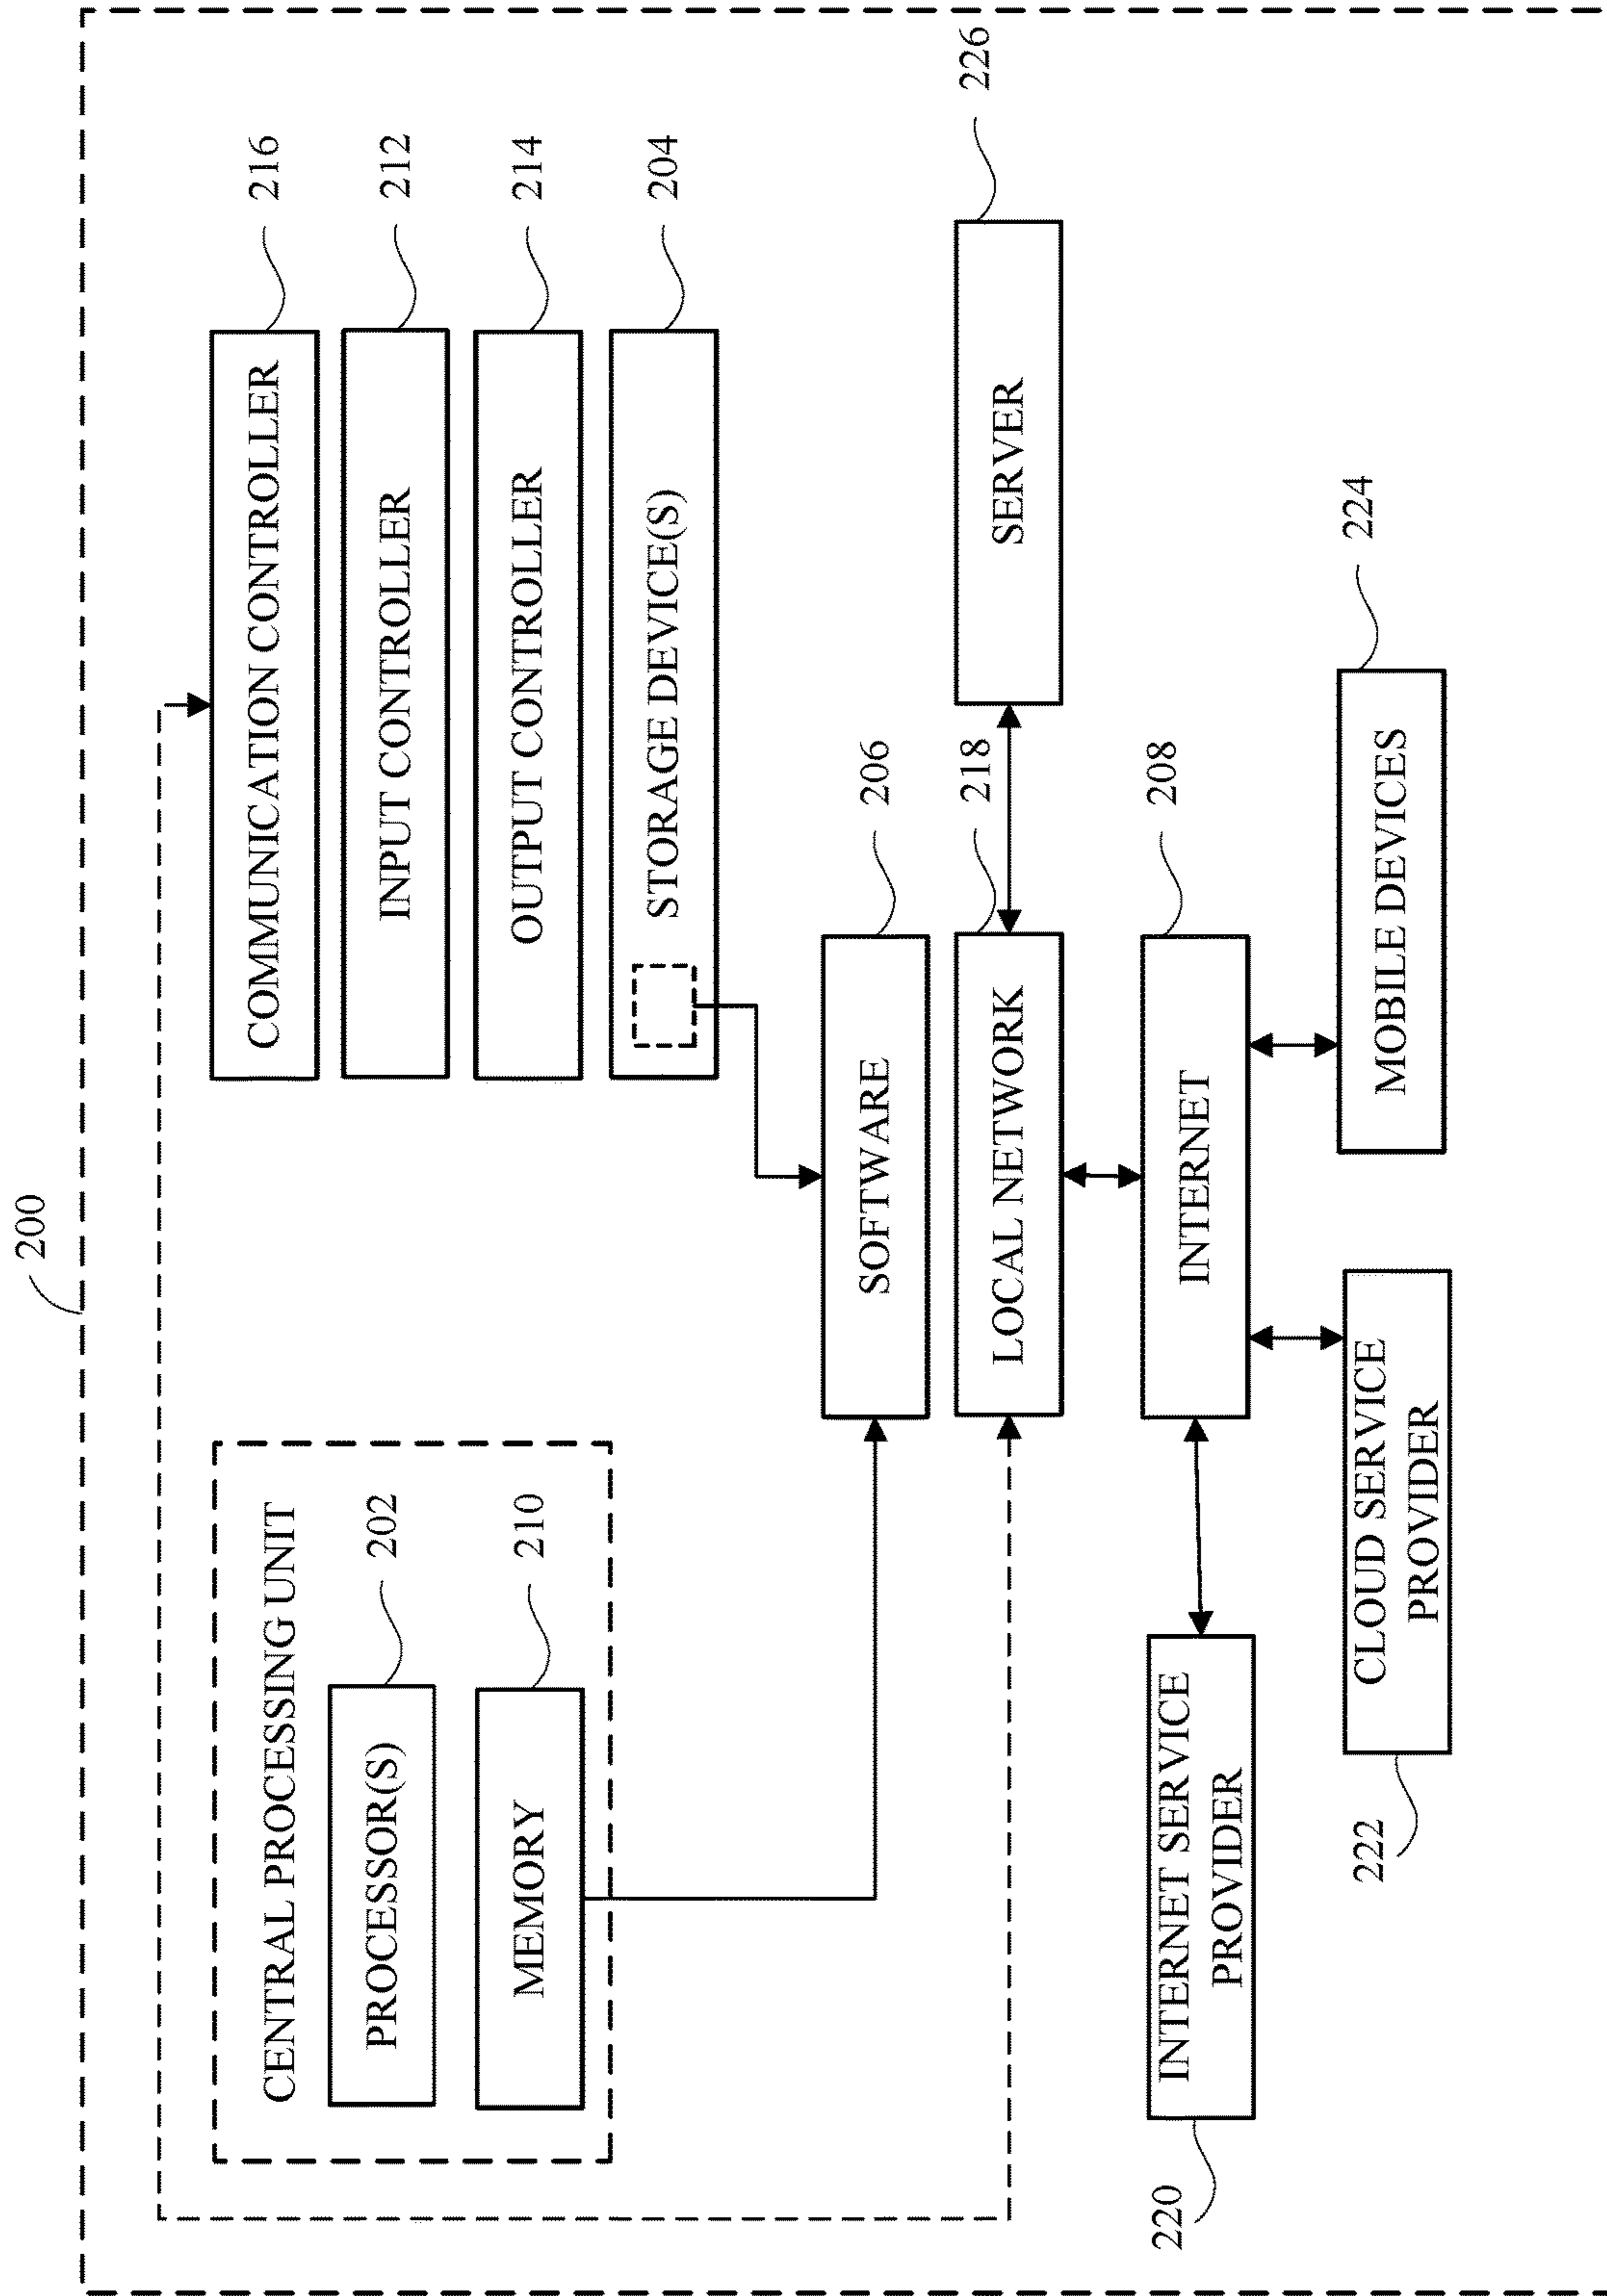 200
CENTRAL PROCESSING UNIT
PROCESSOR(S)
202
MEMORY
210
COMMUNICATION CONTROLLER
216
INPUT CONTROLLER
212
OUTPUT CONTROLLER
214
STORAGE DEVICE(S)
204
SOFTWARE
206
LOCAL NETWORK
218
SERVER
226
INTERNET
208
220
INTERNET SERVICE
PROVIDER
222
CLOUD SERVICE
PROVIDER
MOBILE DEVICES
224